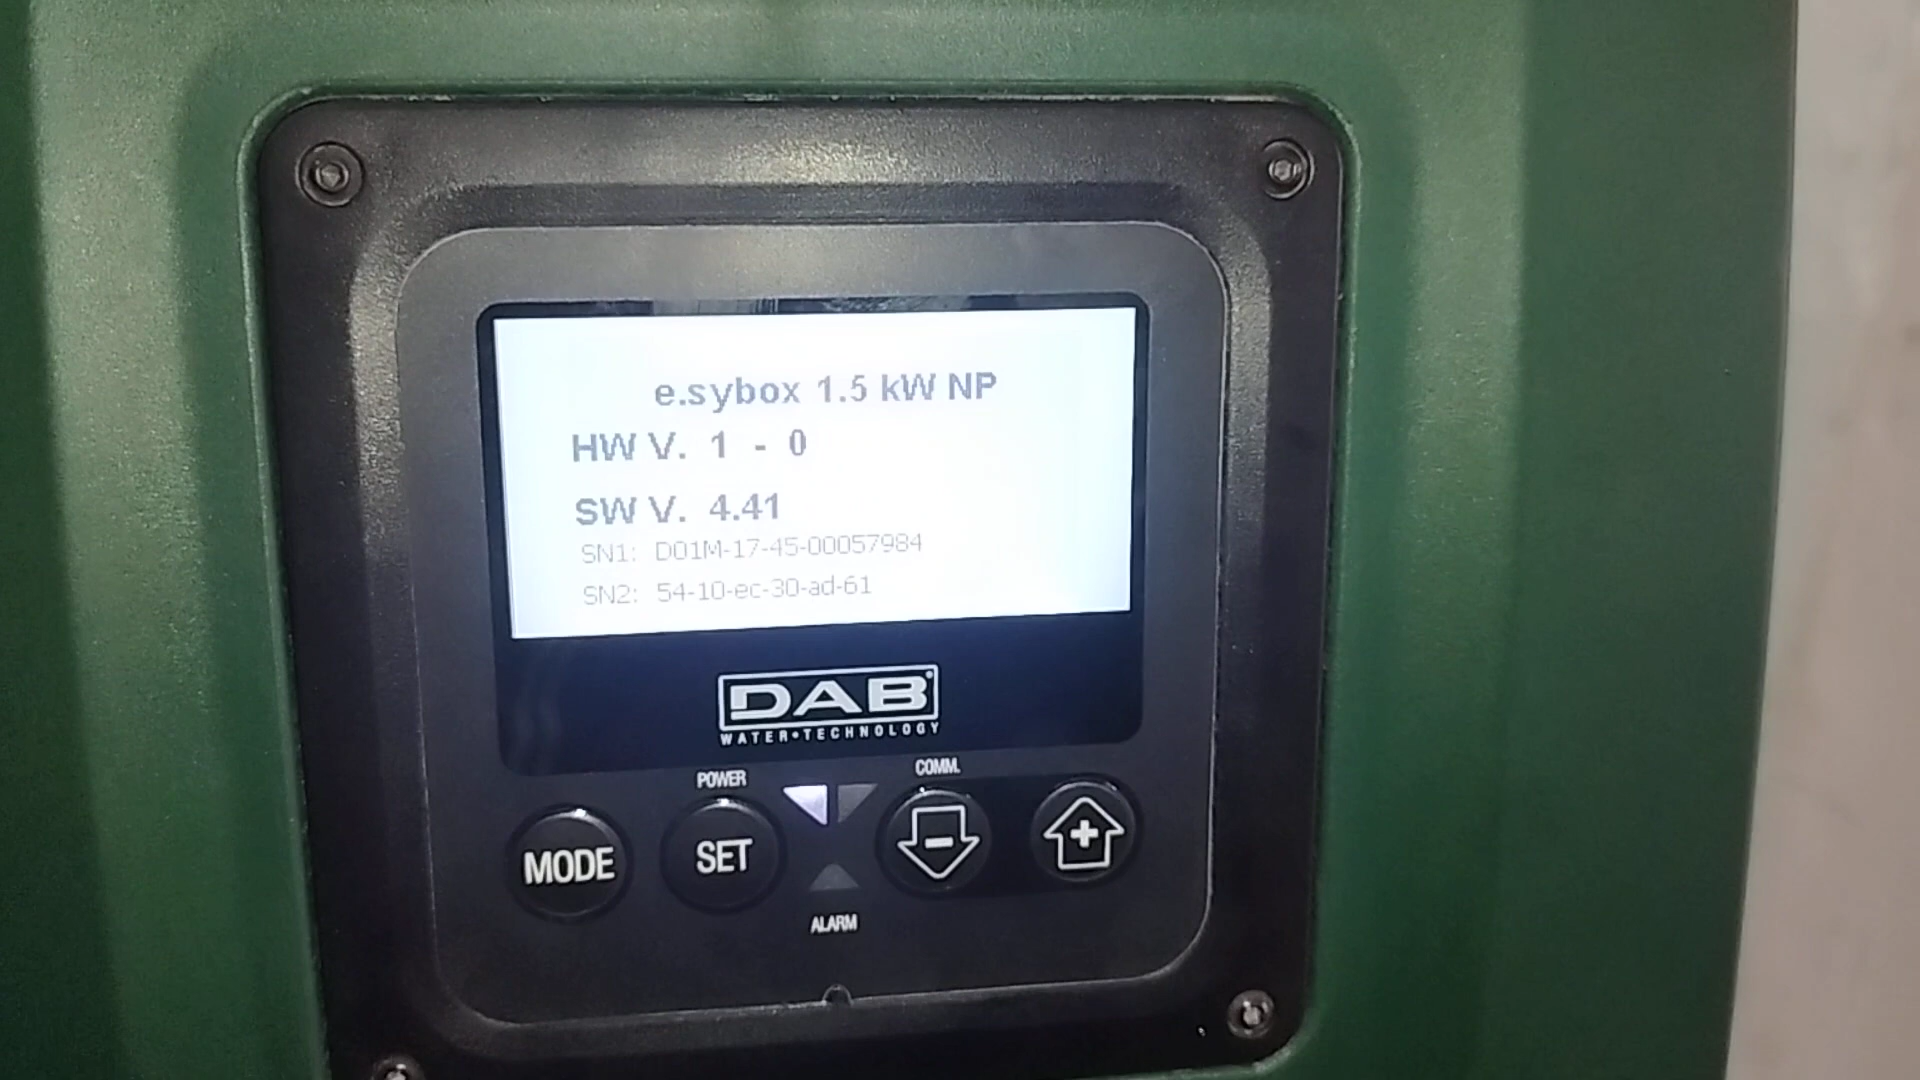 e.sybox 1.5 kW NP
HW V. 1 - 0
SW V. 4.41
SN1: D01M-17-45-00057984
SN2: 54-10-ec-30-ad-61
DAB
WATER•TECHNOLOGY
POWER
COMM.
MODE
SET
-
+
ALARM